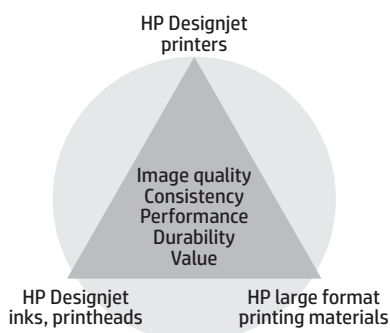 HP Designjet
printers
Image quality
Consistency
Performance
Durability
Value
HP Designjet
inks, printheads
HP large format
printing materials